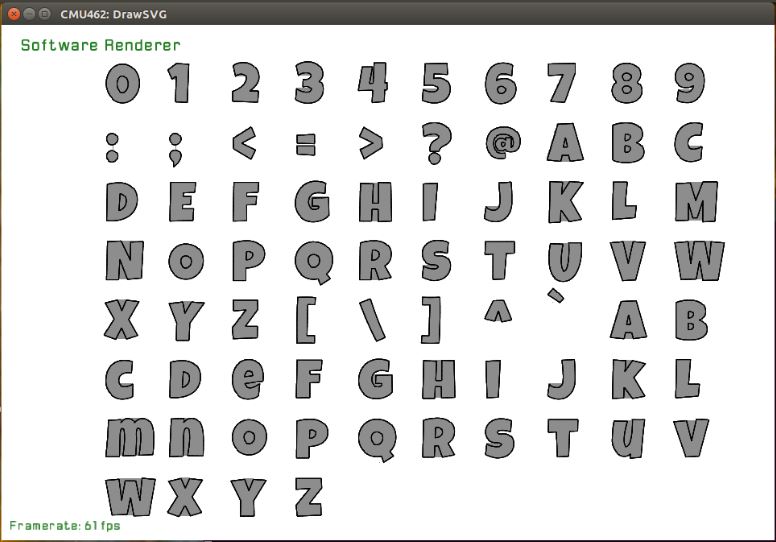 CMU462: DrawSVG
Software Renderer
0 1 2 3 4 5 6 7 8 9
: ; < = > ? @ A B C
D E F G H I J K L M
N O P Q R S T U V W
X Y Z [ \ ] ^ ` A B
C D e F G H I J K L
m n O P Q R S T U V
W X Y Z
Framerate: 61 fps